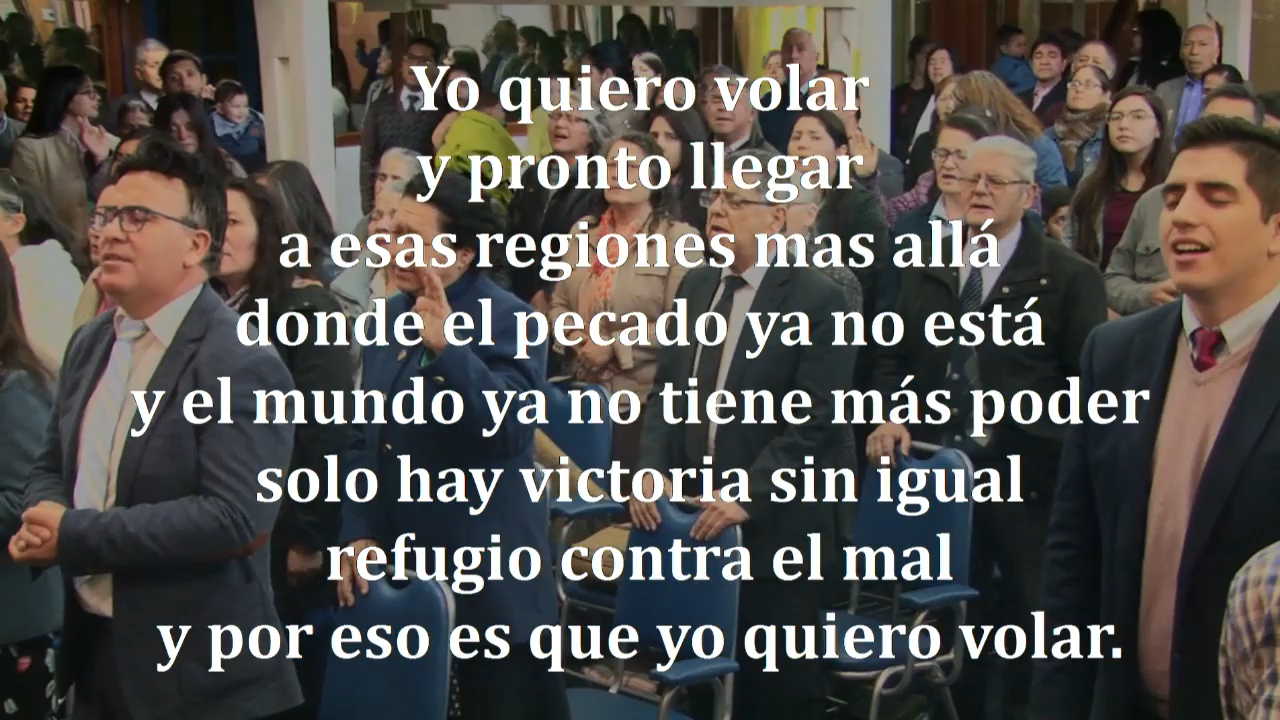 Yo quiero volar
y pronto llegar
a esas regiones mas allá
donde el pecado ya no está
y el mundo ya no tiene más poder
solo hay victoria sin igual
refugio contra el mal
y por eso es que yo quiero volar.